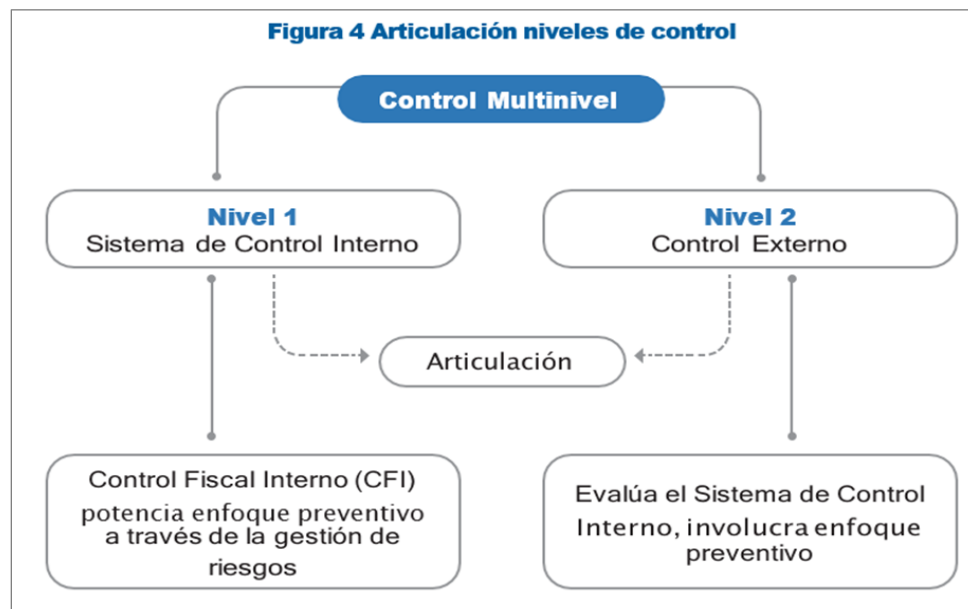 Figura 4 Articulación niveles de control
Control Multinivel
Nivel 1
Sistema de Control Interno
Nivel 2
Control Externo
Articulación
Control Fiscal Interno (CFI)
potencia enfoque preventivo
a través de la gestión de
riesgos
Evalúa el Sistema de Control
Interno, involucra enfoque
preventivo